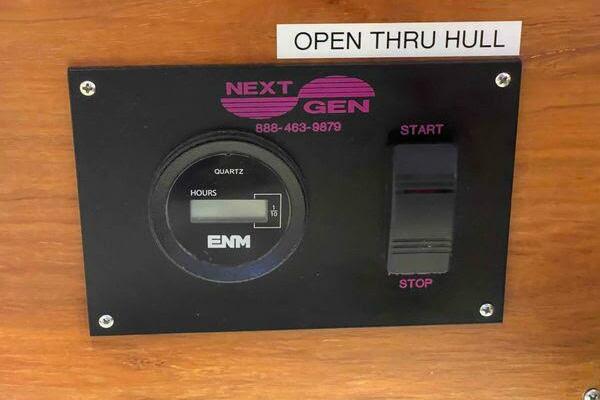 OPEN THRU HULL
NEXT
GEN
888-463-9879
START
QUARTZ
HOURS
1
10
ENM
STOP